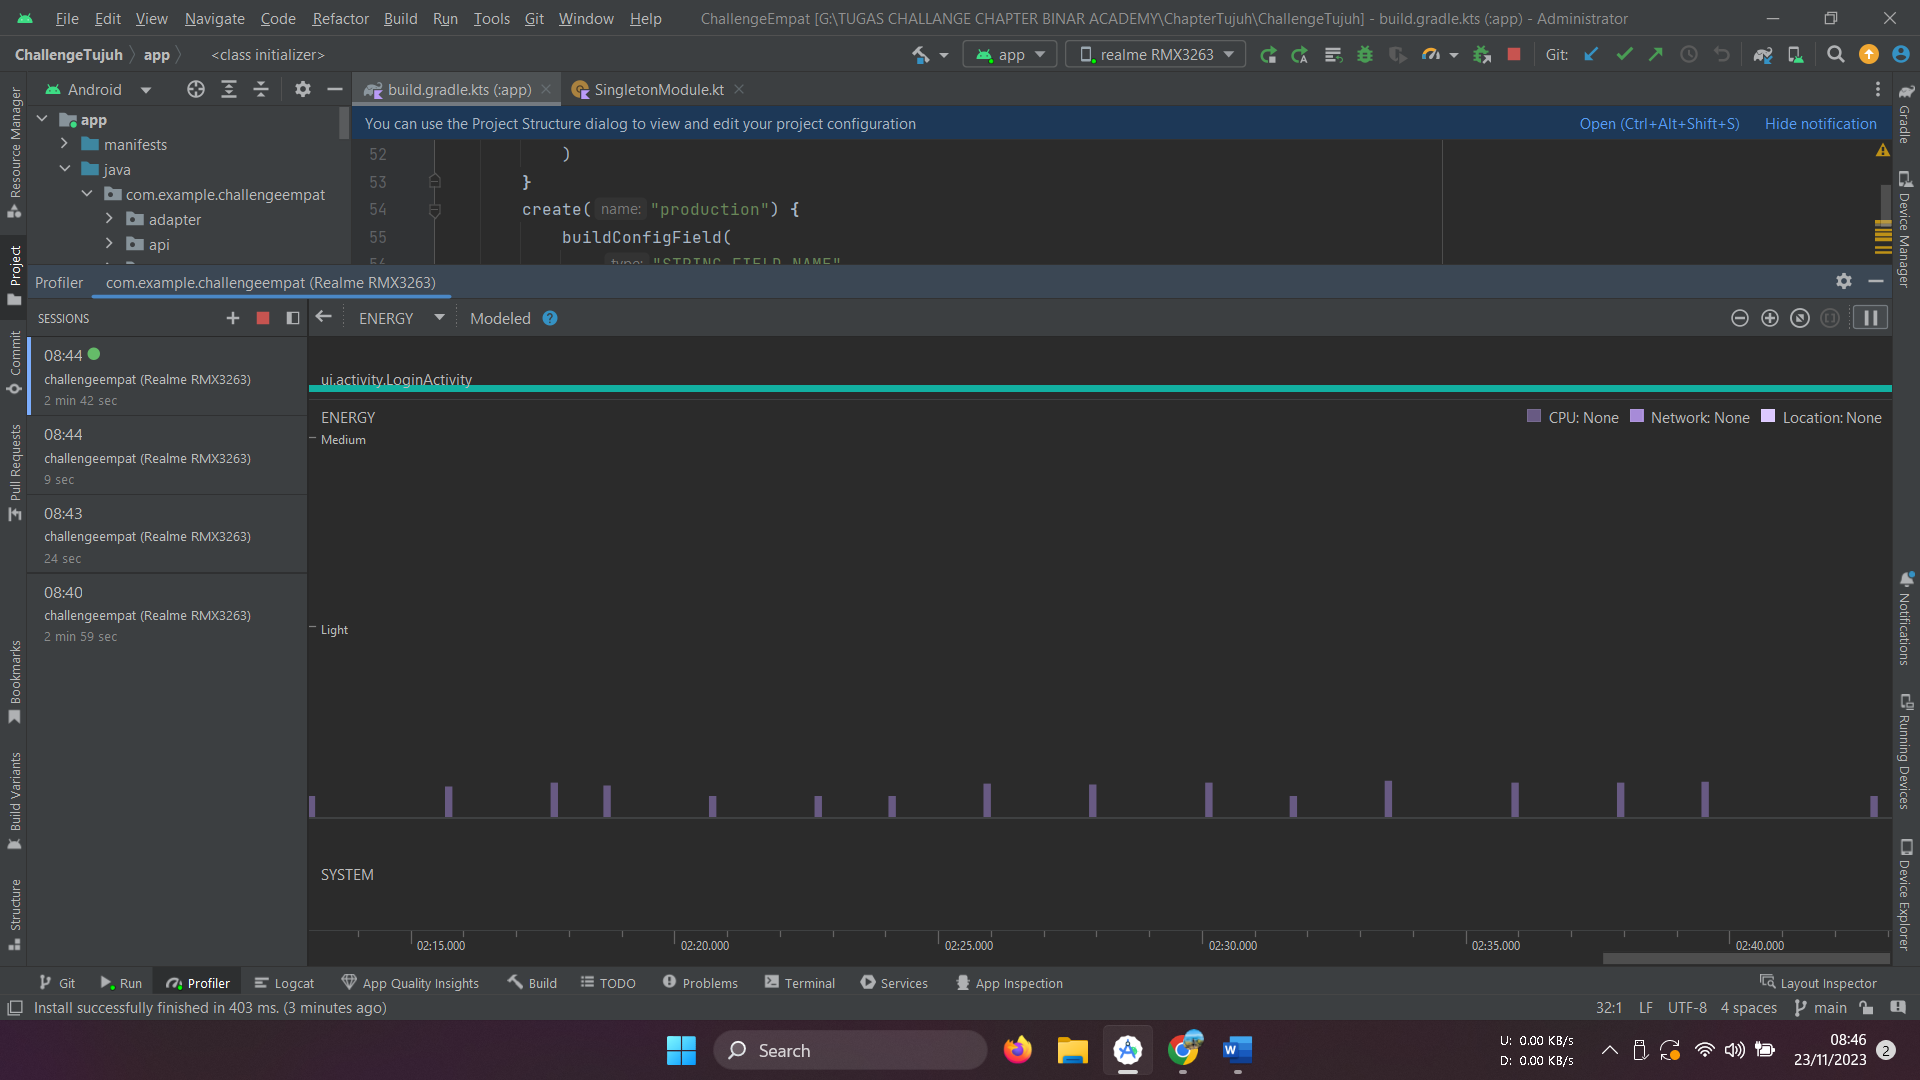 File Edit View Navigate Code Refactor Build Run Tools Git Window Help ChallengeEmpat [G:\TUGAS CHALLANGE CHAPTER BINAR ACADEMY\ChapterTujuh\ChallengeTujuh] - build.gradle.kts (:app) - Administrator
ChallengeTujuh app <class initializer> app realme RMX3263 Git:
Android build.gradle.kts (:app) SingletonModule.kt
You can use the Project Structure dialog to view and edit your project configuration Open (Ctrl+Alt+Shift+S) Hide notification
app
manifests
java
com.example.challengeempat
adapter
api
52 )
53 }
54 create( name: "production") {
55 buildConfigField(
56 type: "STRING_FIELD_NAME"
Resource Manager
Project
Commit
Pull Requests
Bookmarks
Build Variants
Structure
Profiler com.example.challengeempat (Realme RMX3263)
SESSIONS ENERGY Modeled ?
08:44
challengeempat (Realme RMX3263)
2 min 42 sec
08:44
challengeempat (Realme RMX3263)
9 sec
08:43
challengeempat (Realme RMX3263)
24 sec
08:40
challengeempat (Realme RMX3263)
2 min 59 sec
ui.activity.LoginActivity
ENERGY CPU: None Network: None Location: None
Medium
Light
SYSTEM
02:15.000 02:20.000 02:25.000 02:30.000 02:35.000 02:40.000
Gradle
Device Manager
Notifications
Running Devices
Device Explorer
Git Run Profiler Logcat App Quality Insights Build TODO Problems Terminal Services App Inspection Layout Inspector
Install successfully finished in 403 ms. (3 minutes ago) 32:1 LF UTF-8 4 spaces main
Search
U: 0.00 KB/s
D: 0.00 KB/s
08:46
23/11/2023
2